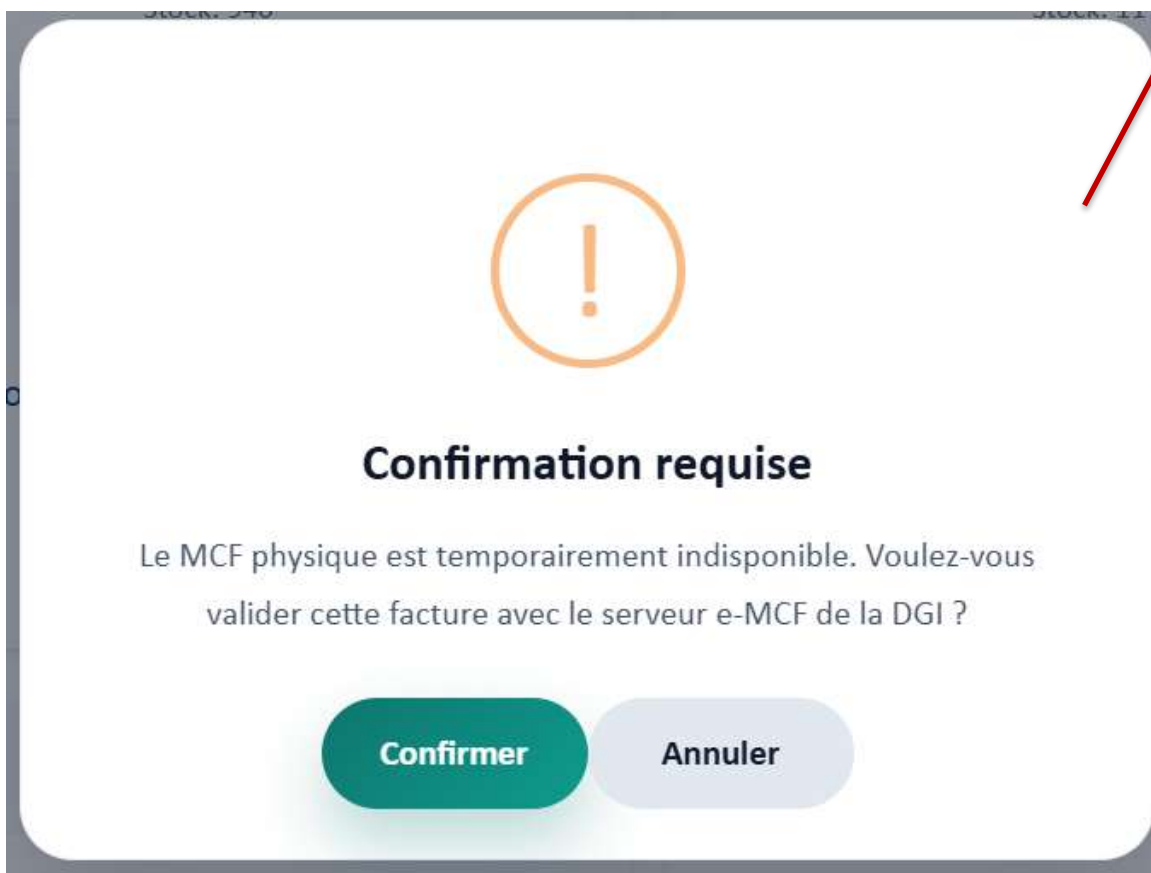 Confirmation requise
Le MCF physique est temporairement indisponible. Voulez-vous
valider cette facture avec le serveur e-MCF de la DGI ?
Confirmer
Annuler